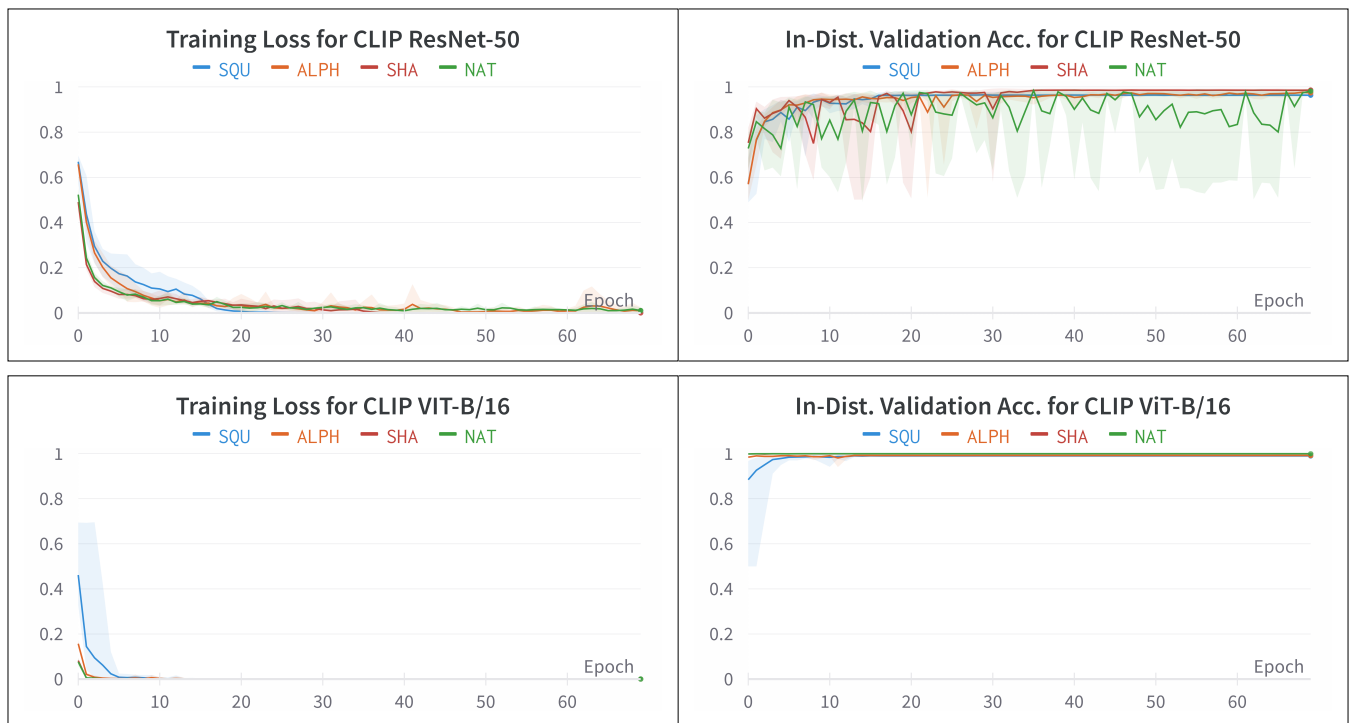 Training Loss for CLIP ResNet-50
SQU ALPH SHA NAT
1
0.8
0.6
0.4
0.2
0
Epoch
0 10 20 30 40 50 60
In-Dist. Validation Acc. for CLIP ResNet-50
SQU ALPH SHA NAT
1
0.8
0.6
0.4
0.2
0
Epoch
0 10 20 30 40 50 60
Training Loss for CLIP VIT-B/16
SQU ALPH SHA NAT
1
0.8
0.6
0.4
0.2
0
Epoch
0 10 20 30 40 50 60
In-Dist. Validation Acc. for CLIP ViT-B/16
SQU ALPH SHA NAT
1
0.8
0.6
0.4
0.2
0
Epoch
0 10 20 30 40 50 60